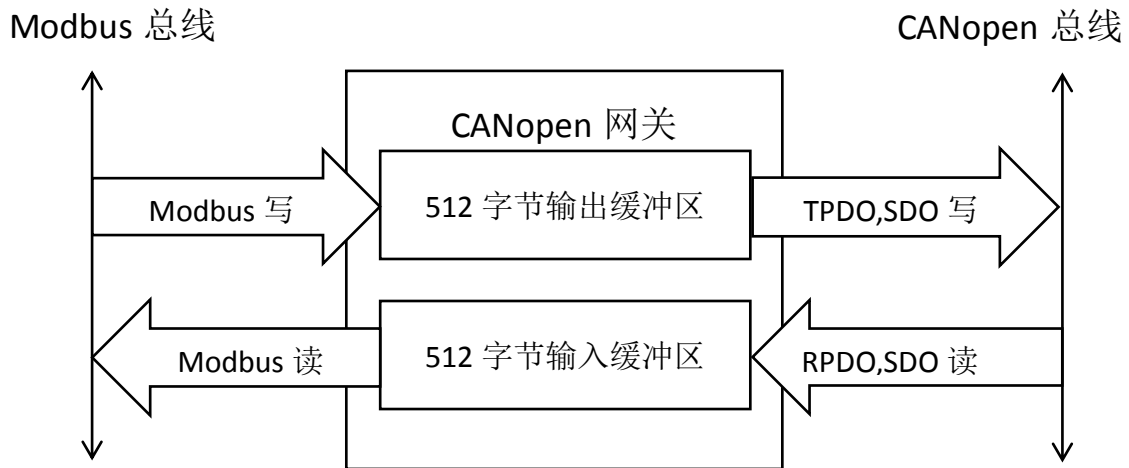 Modbus 总线
CANopen 总线
CANopen 网关
Modbus 写
512 字节输出缓冲区
TPDO,SDO 写
Modbus 读
512 字节输入缓冲区
RPDO,SDO 读